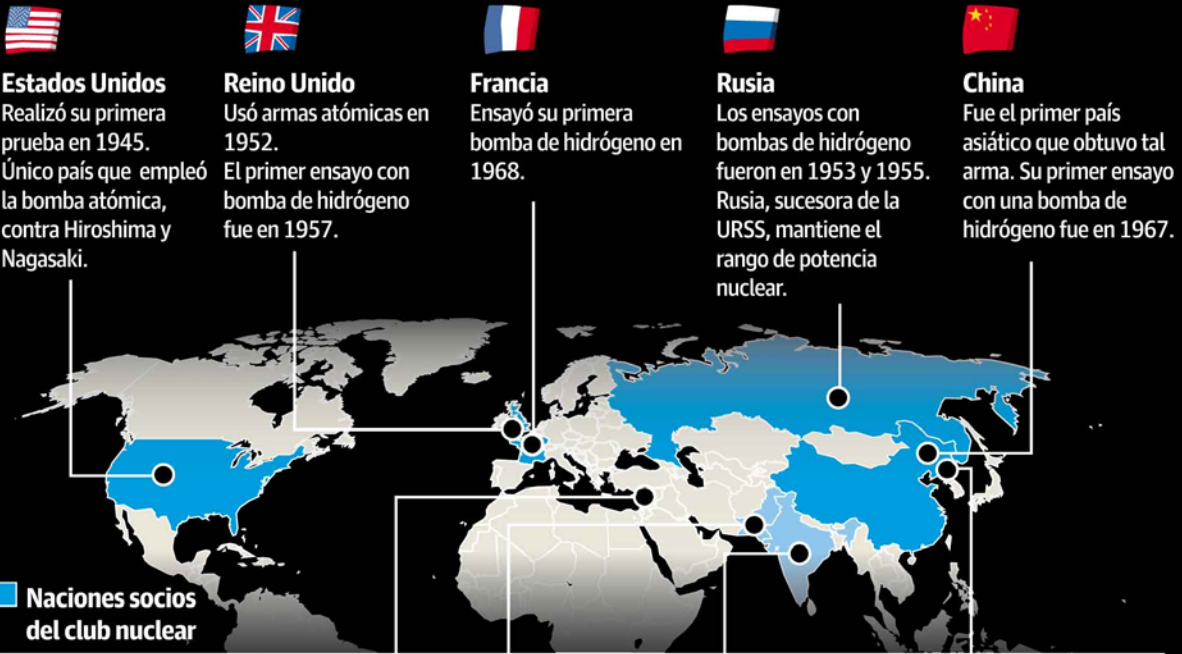 Estados Unidos
Realizó su primera
prueba en 1945.
Único país que empleó
la bomba atómica,
contra Hiroshima y
Nagasaki.
Reino Unido
Usó armas atómicas en
1952.
El primer ensayo con
bomba de hidrógeno
fue en 1957.
Francia
Ensayó su primera
bomba de hidrógeno en
1968.
Rusia
Los ensayos con
bombas de hidrógeno
fueron en 1953 y 1955.
Rusia, sucesora de la
URSS, mantiene el
rango de potencia
nuclear.
China
Fue el primer país
asiático que obtuvo tal
arma. Su primer ensayo
con una bomba de
hidrógeno fue en 1967.
Naciones socios
del club nuclear